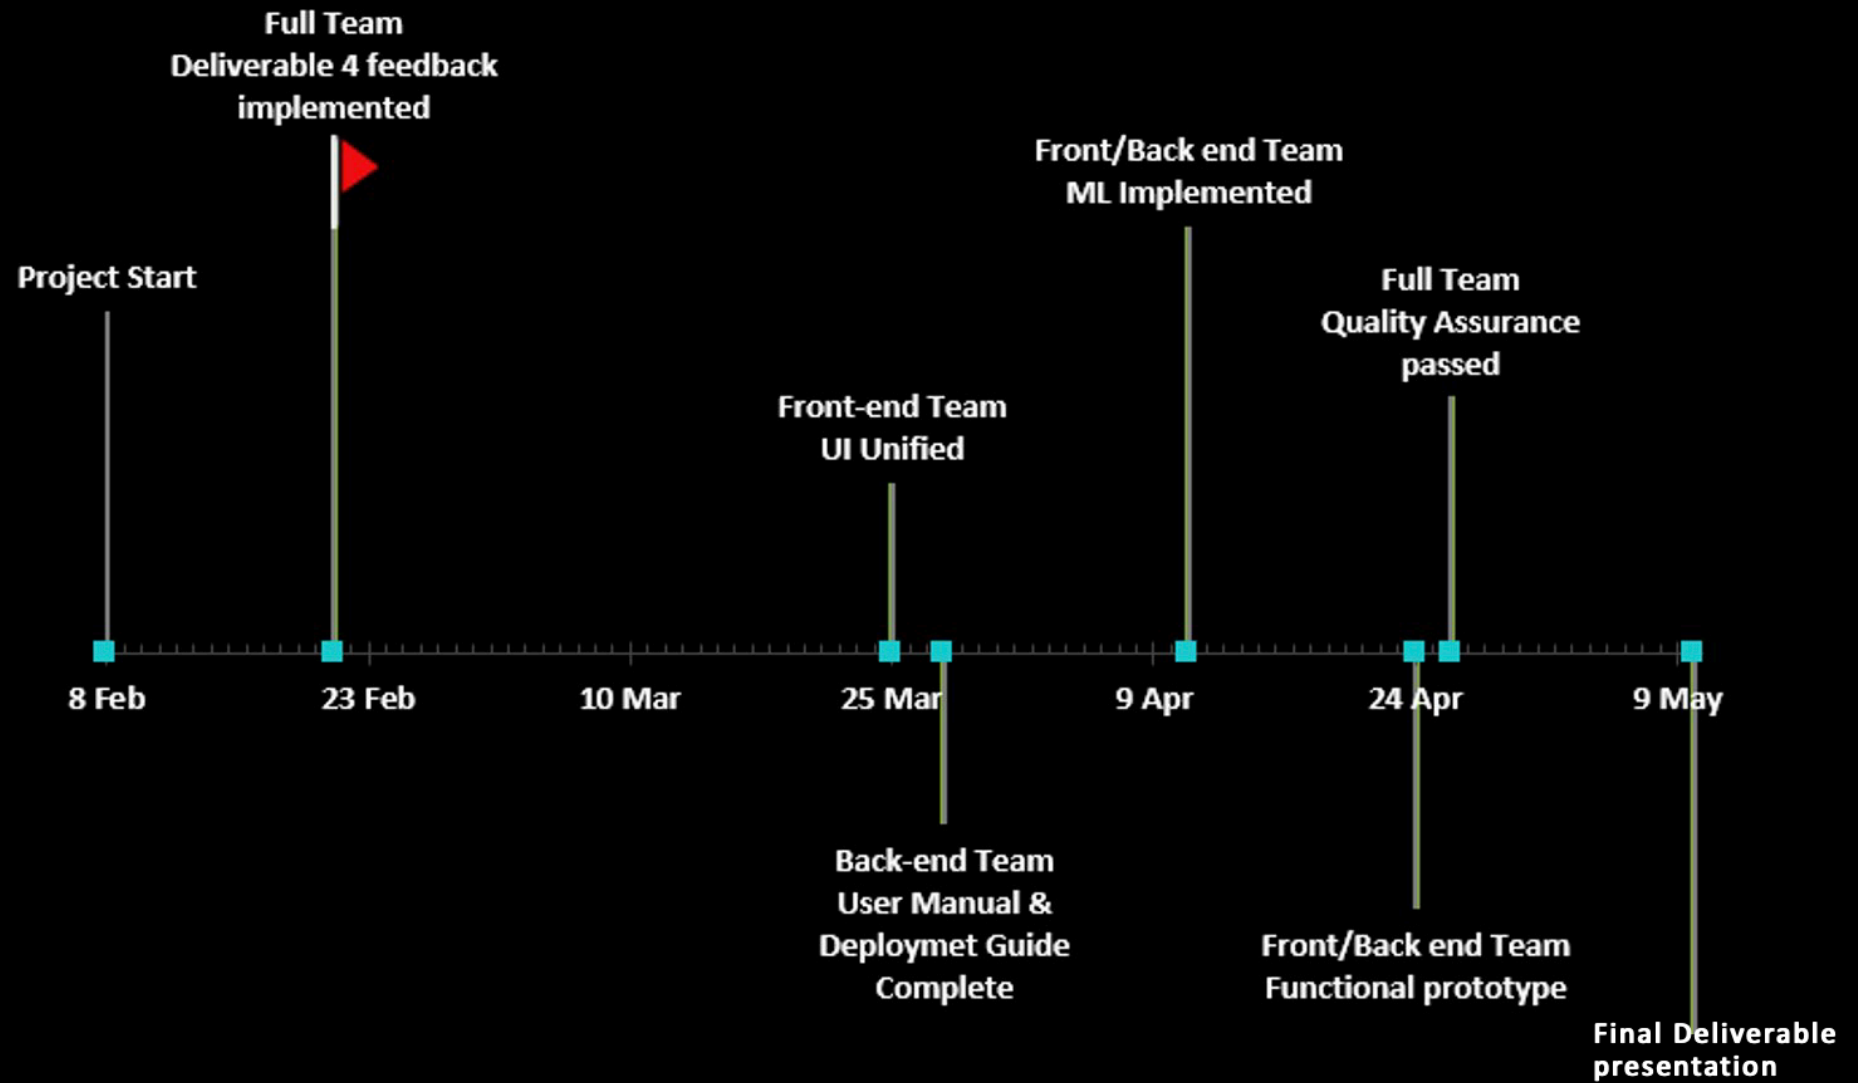 Full Team
Deliverable 4 feedback
implemented
Front/Back end Team
ML Implemented
Project Start
Full Team
Quality Assurance
passed
Front-end Team
UI Unified
8 Feb
23 Feb
10 Mar
25 Mar
9 Apr
24 Apr
9 May
Back-end Team
User Manual &
Deploymet Guide
Complete
Front/Back end Team
Functional prototype
Final Deliverable
presentation